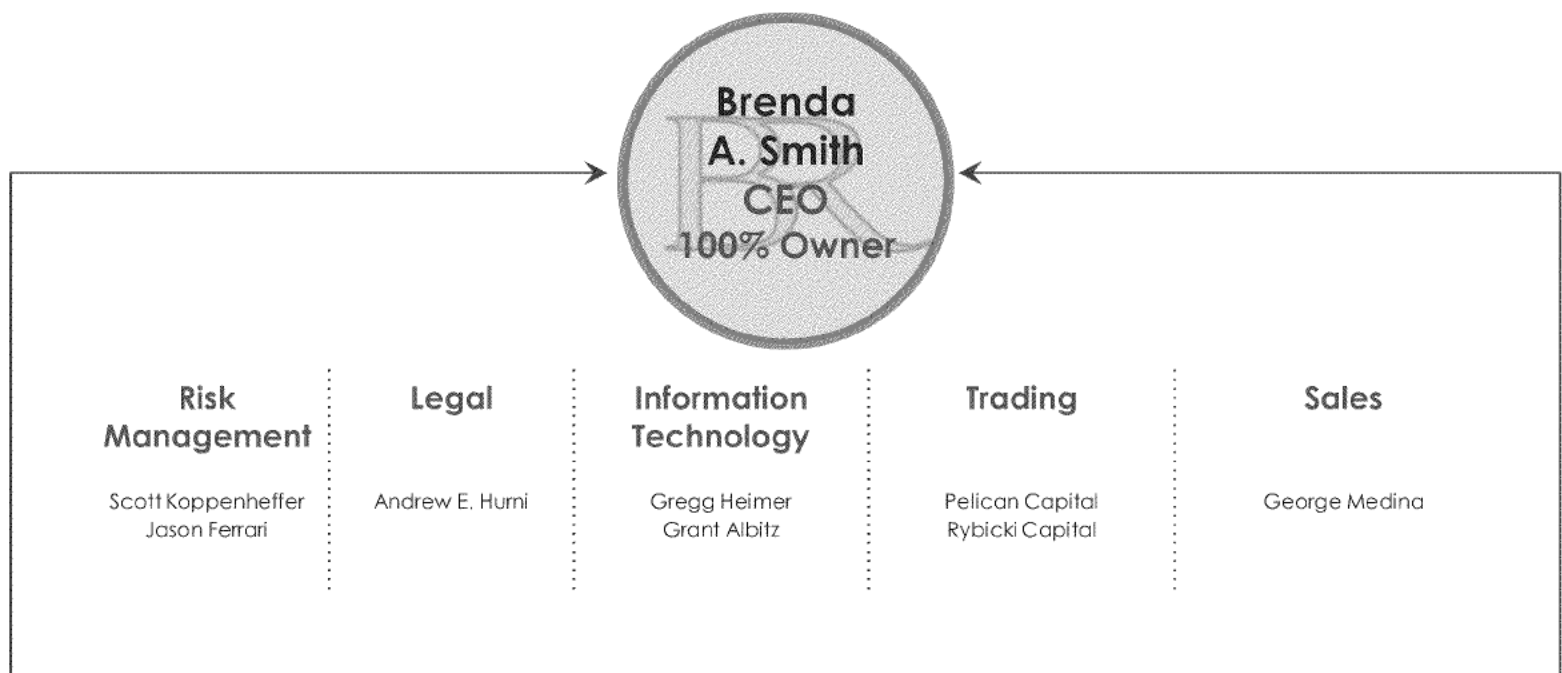 Brenda
A. Smith
CEO
100% Owner
BR
Risk
Management
Scott Koppenheffer
Jason Ferrari
Legal
Andrew E. Hurni
Information
Technology
Gregg Heimer
Grant Albitz
Trading
Pelican Capital
Rybicki Capital
Sales
George Medina